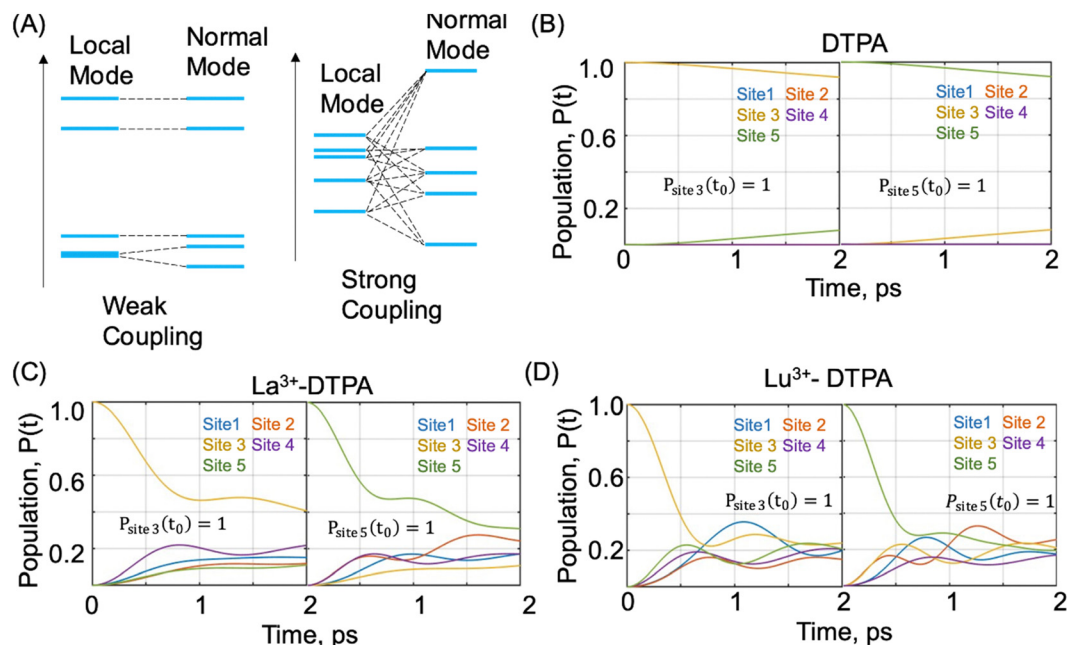 (A)
Local
Mode
Normal
Mode
Weak
Coupling
Normal
Mode
Local
Mode
Strong
Coupling
(B)
DTPA
Population, P(t)
1.0
0.6
0.2
Site1 Site 2
Site 3 Site 4
Site 5
P_site 3(t₀) = 1
Site1 Site 2
Site 3 Site 4
Site 5
P_site 5(t₀) = 1
0 1 2 1 2
Time, ps
(C)
La³⁺-DTPA
Population, P(t)
1.0
0.6
0.2
Site1 Site 2
Site 3 Site 4
Site 5
P_site 3(t₀) = 1
Site1 Site 2
Site 3 Site 4
Site 5
P_site 5(t₀) = 1
0 1 2 1 2
Time, ps
(D)
Lu³⁺- DTPA
Population, P(t)
1.0
0.6
0.2
Site1 Site 2
Site 3 Site 4
Site 5
P_site 3(t₀) = 1
Site1 Site 2
Site 3 Site 4
Site 5
P_site 5(t₀) = 1
0 1 2 1 2
Time, ps